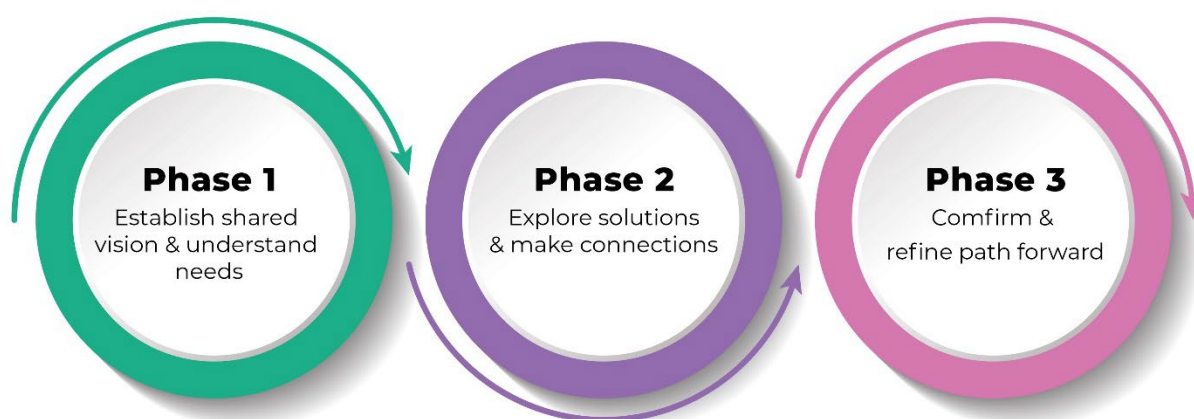 Phase 1
Establish shared
vision & understand
needs
Phase 2
Explore solutions
& make connections
Phase 3
Comfirm &
refine path forward